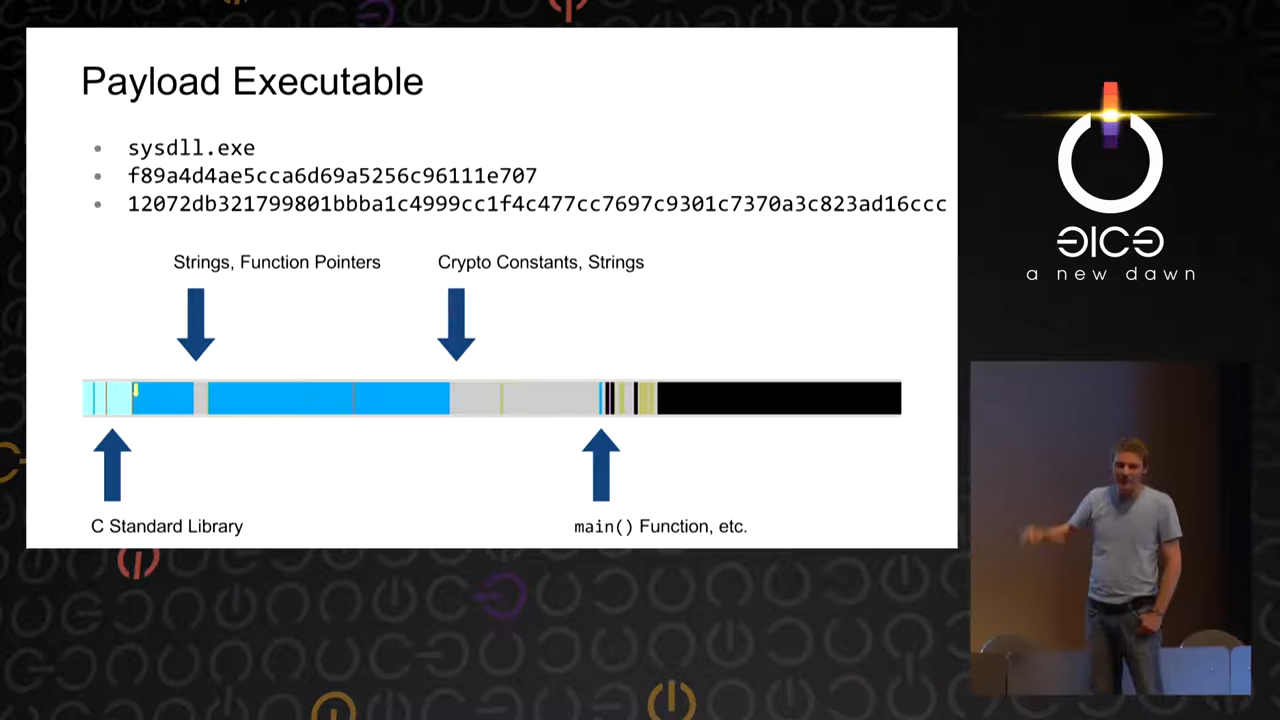 Payload Executable
sysdll.exe
f89a4d4ae5cca6d69a5256c96111e707
12072db321799801bbba1c4999cc1f4c477cc7697c9301c7370a3c823ad16ccc
Strings, Function Pointers
Crypto Constants, Strings
C Standard Library
main() Function, etc.
a new dawn